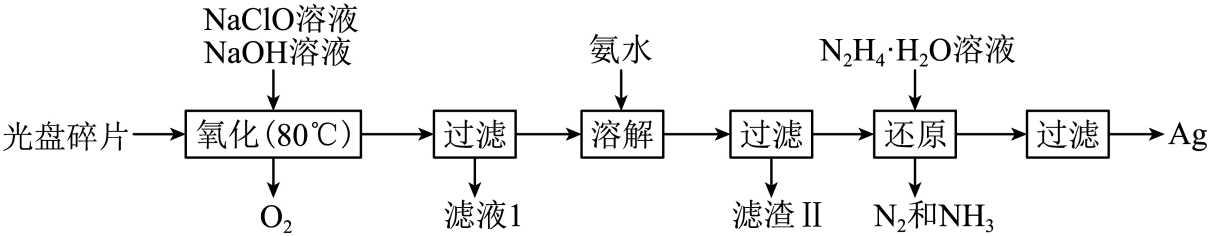 NaClO溶液
NaOH溶液
氨水
N₂H₄·H₂O溶液
光盘碎片
氧化(80℃)
过滤
溶解
过滤
还原
过滤
Ag
O₂
滤液1
滤渣Ⅱ
N₂和NH₃